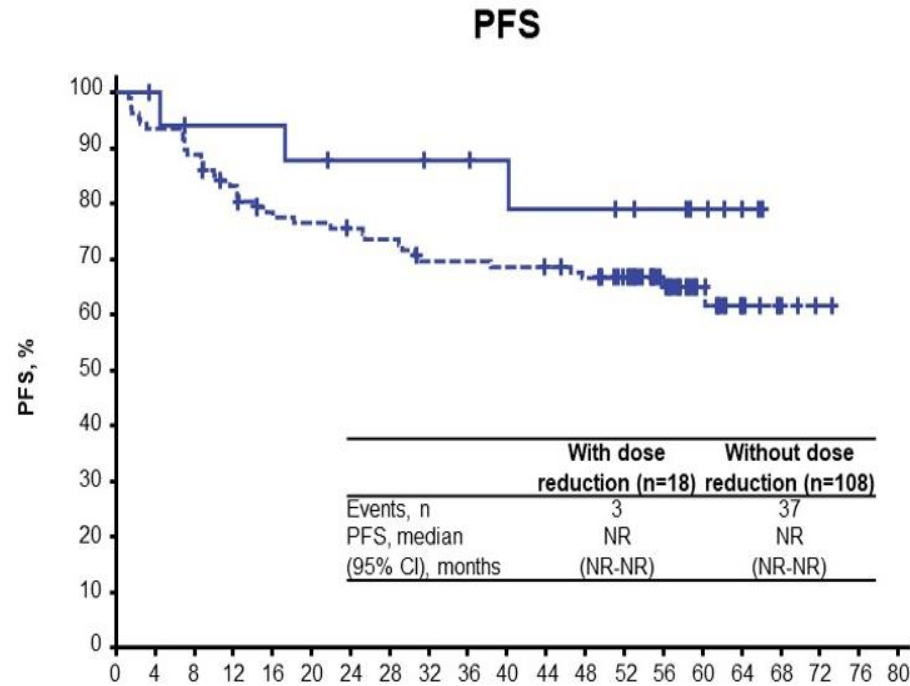 PFS
100
90
80
70
60
50
40
30
20
10
0
PFS, %
With dose Without dose
reduction (n=18) reduction (n=108)
Events, n 3 37
PFS, median NR NR
(95% CI), months (NR-NR) (NR-NR)
0 4 8 12 16 20 24 28 32 36 40 44 48 52 56 60 64 68 72 76 80